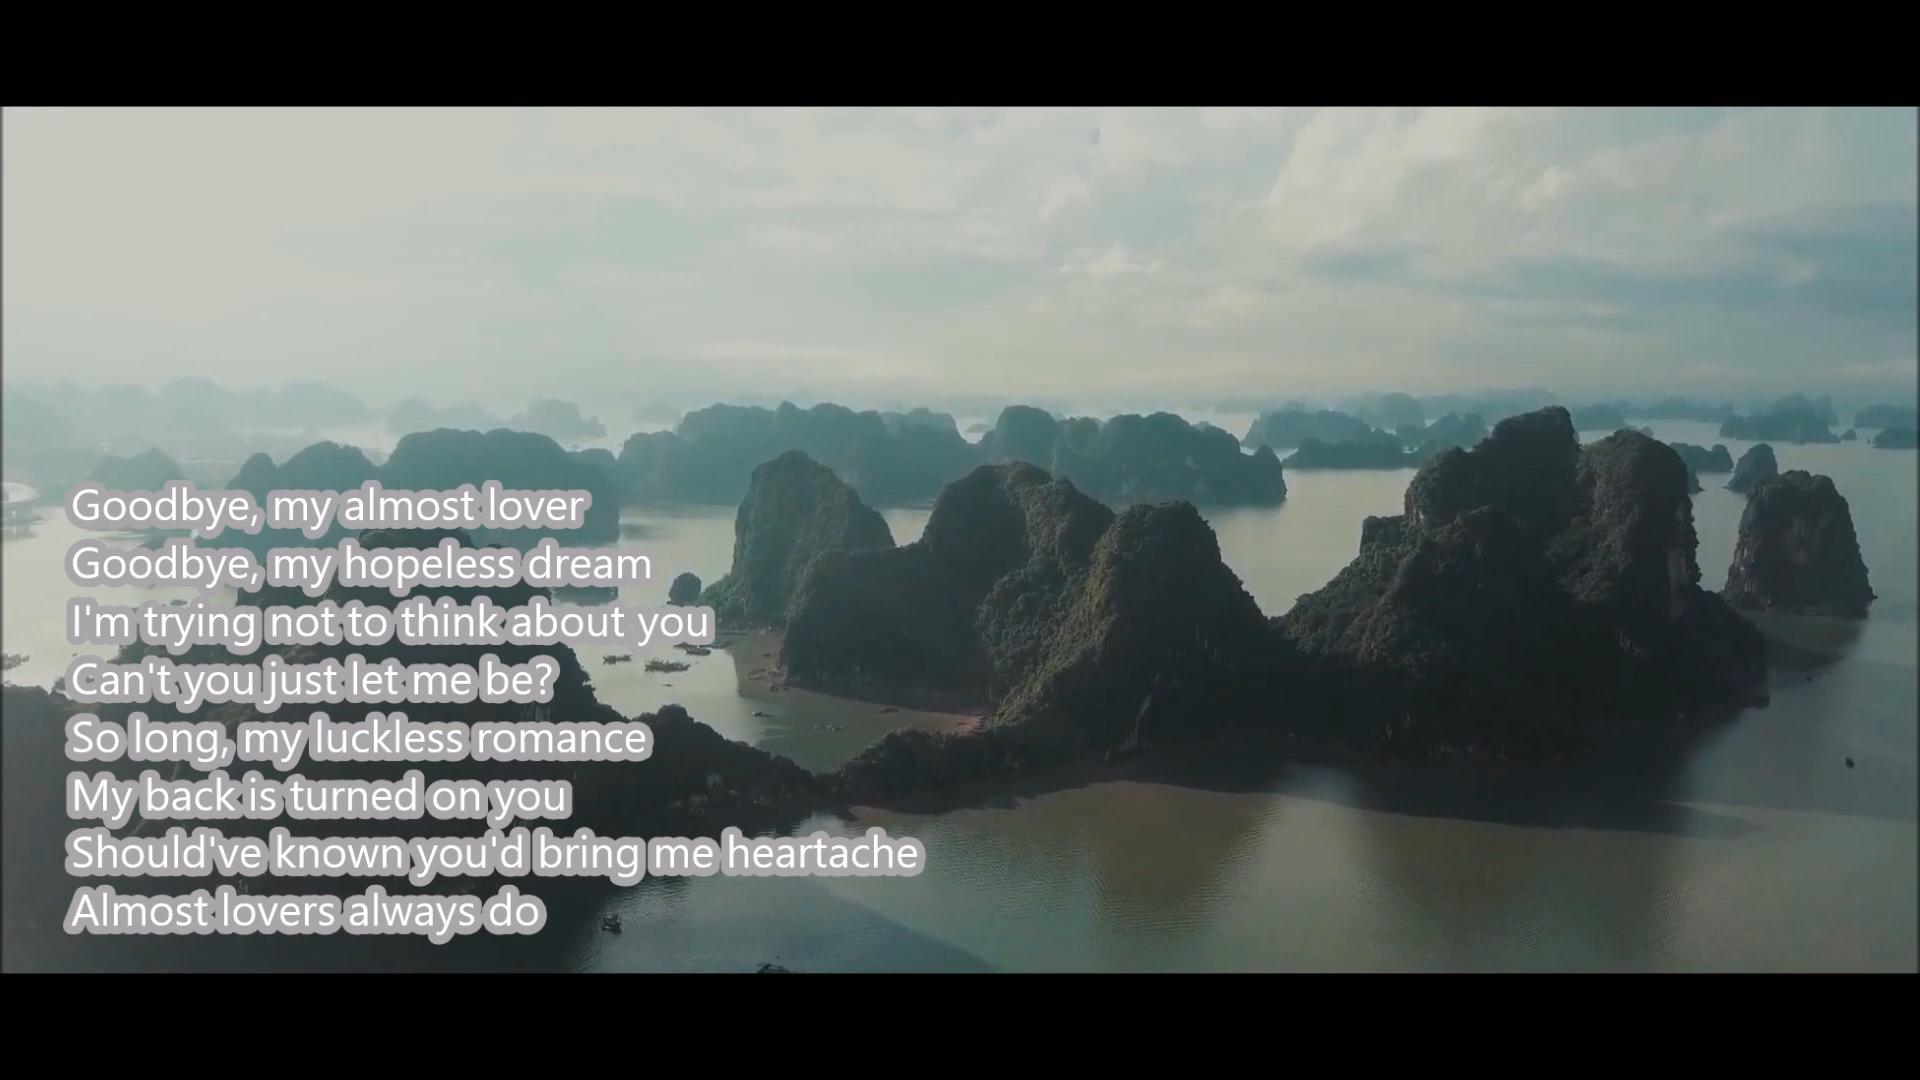 Goodbye, my almost lover
Goodbye, my hopeless dream
I'm trying not to think about you
Can't you just let me be?
So long, my luckless romance
My back is turned on you
Should've known you'd bring me heartache
Almost lovers always do